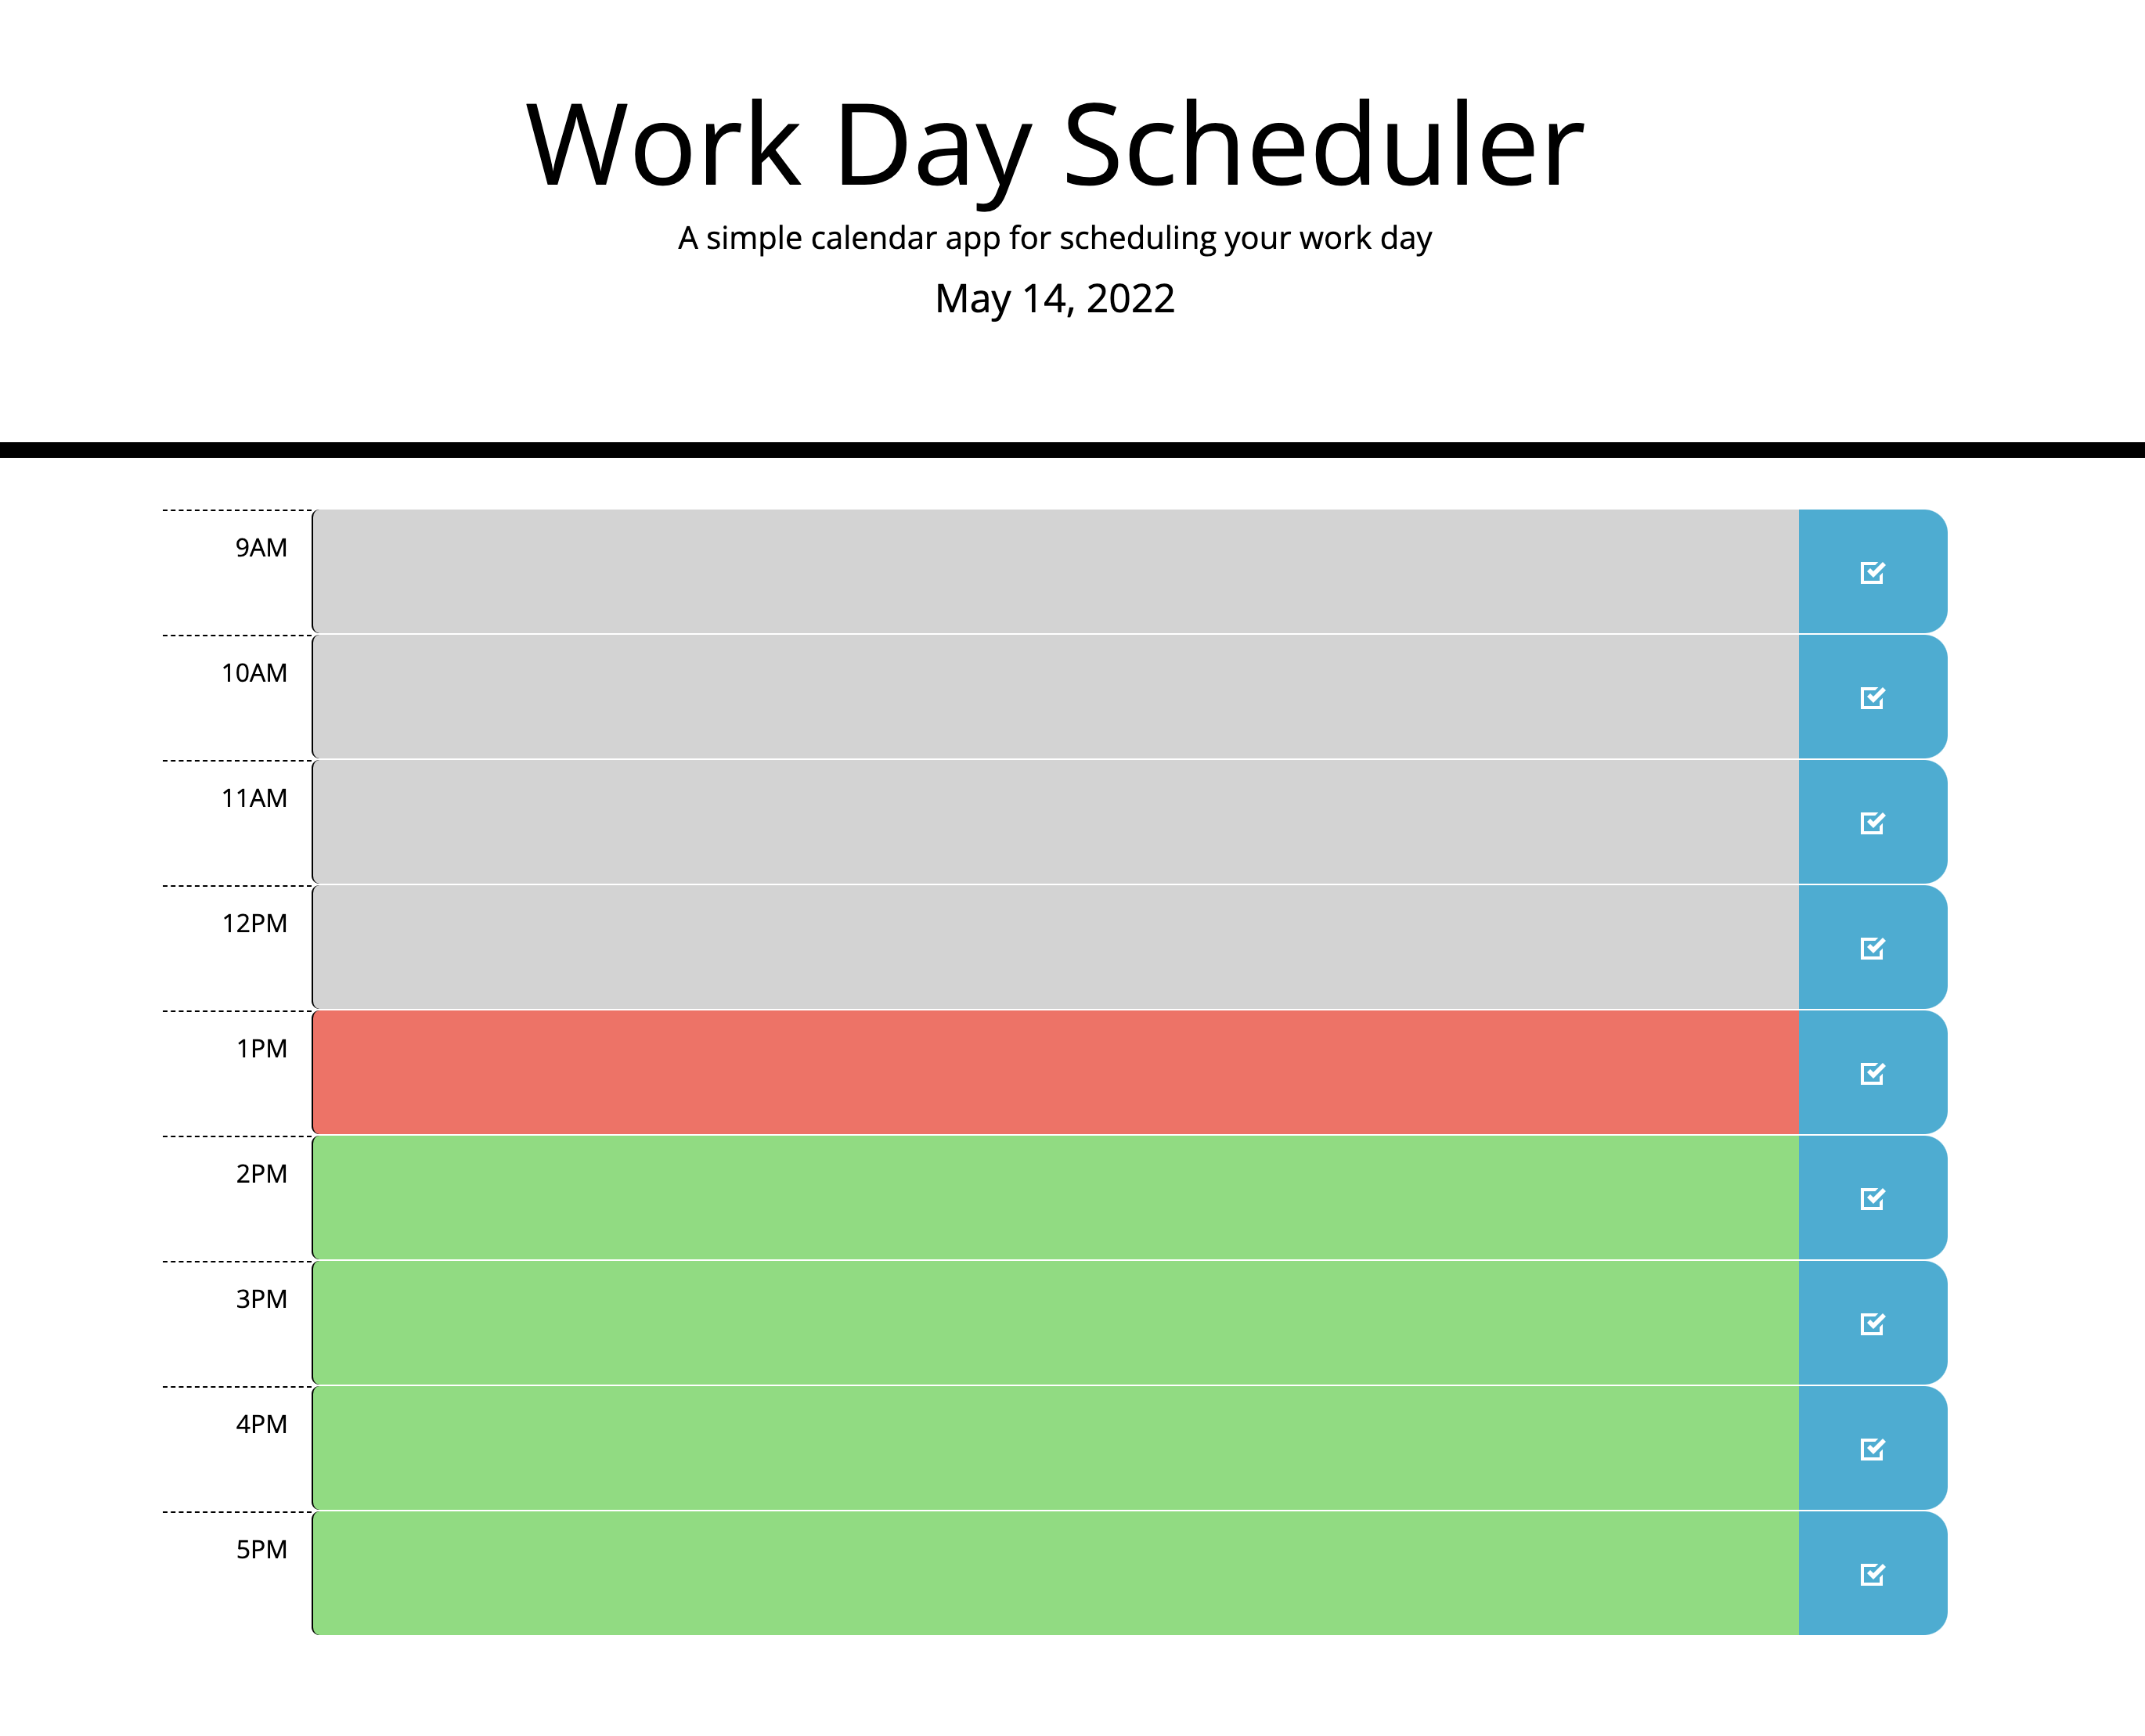 Work Day Scheduler
A simple calendar app for scheduling your work day
May 14, 2022
9AM
10AM
11AM
12PM
1PM
2PM
3PM
4PM
5PM